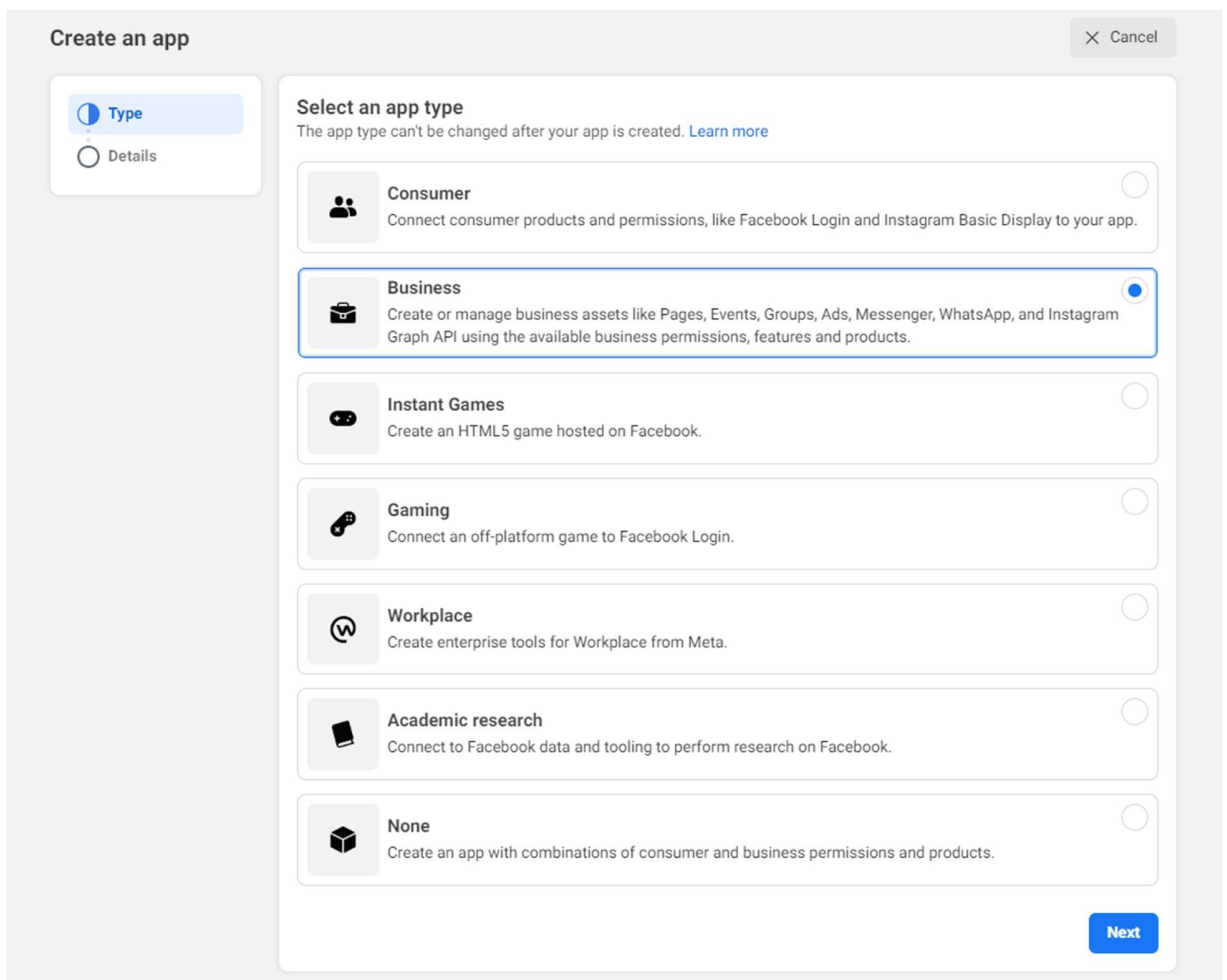 Create an app
Cancel
Type
Details
Select an app type
The app type can't be changed after your app is created. Learn more
Consumer
Connect consumer products and permissions, like Facebook Login and Instagram Basic Display to your app.
Business
Create or manage business assets like Pages, Events, Groups, Ads, Messenger, WhatsApp, and Instagram
Graph API using the available business permissions, features and products.
Instant Games
Create an HTML5 game hosted on Facebook.
Gaming
Connect an off-platform game to Facebook Login.
Workplace
Create enterprise tools for Workplace from Meta.
Academic research
Connect to Facebook data and tooling to perform research on Facebook.
None
Create an app with combinations of consumer and business permissions and products.
Next